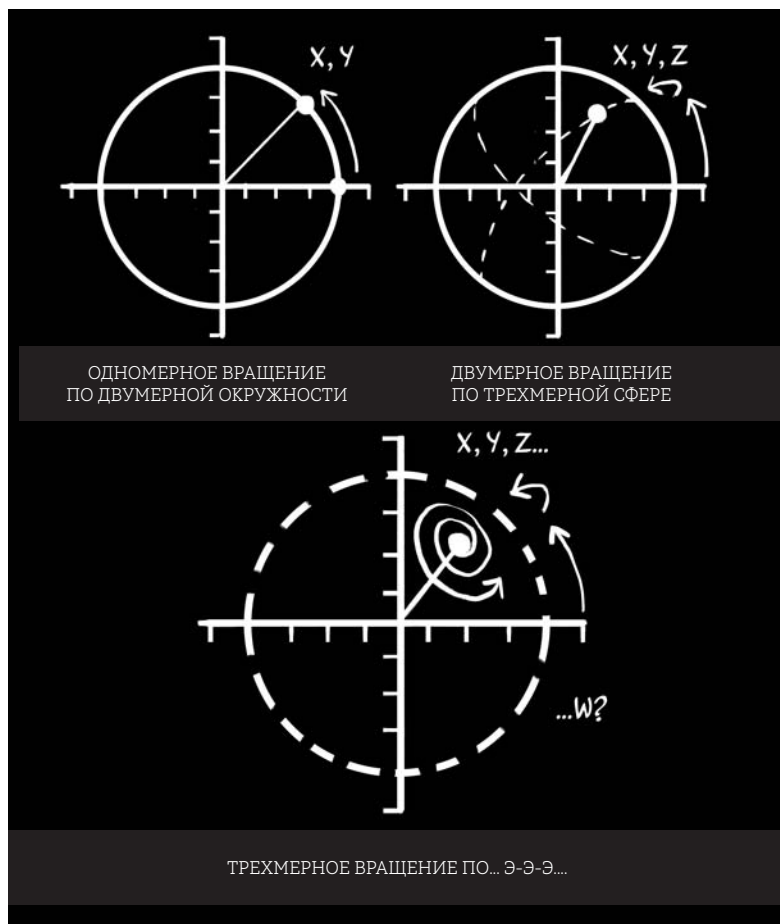 X, Y
X, Y, Z
ОДНОМЕРНОЕ ВРАЩЕНИЕ
ПО ДВУМЕРНОЙ ОКРУЖНОСТИ
ДВУМЕРНОЕ ВРАЩЕНИЕ
ПО ТРЕХМЕРНОЙ СФЕРЕ
X, Y, Z...
...W?
ТРЕХМЕРНОЕ ВРАЩЕНИЕ ПО... Э-Э-Э....